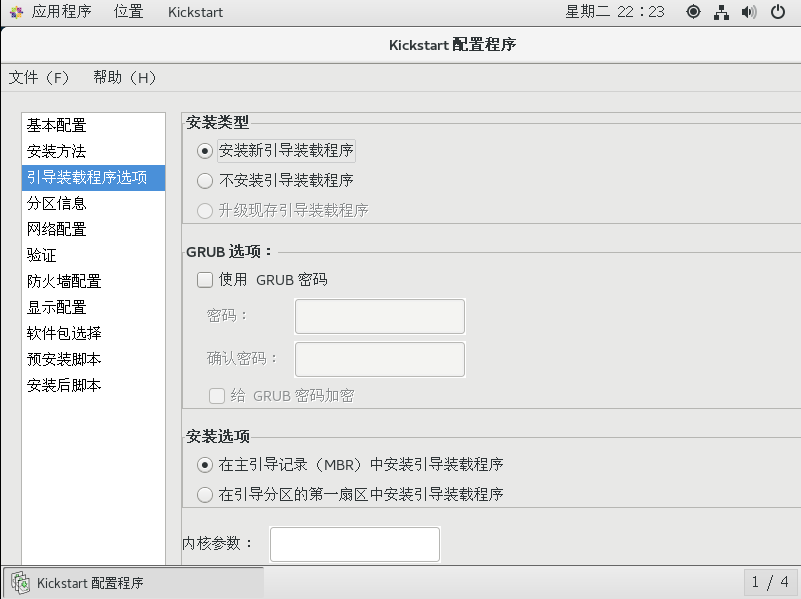 应用程序 位置 Kickstart 星期二 22:23
Kickstart 配置程序
文件（F） 帮助（H）
基本配置
安装方法
引导装载程序选项
分区信息
网络配置
验证
防火墙配置
显示配置
软件包选择
预安装脚本
安装后脚本
安装类型
安装新引导装载程序
不安装引导装载程序
升级现存引导装载程序
GRUB 选项：
使用 GRUB 密码
密码：
确认密码：
给 GRUB 密码加密
安装选项
在主引导记录（MBR）中安装引导装载程序
在引导分区的第一扇区中安装引导装载程序
内核参数：
Kickstart 配置程序 1 / 4